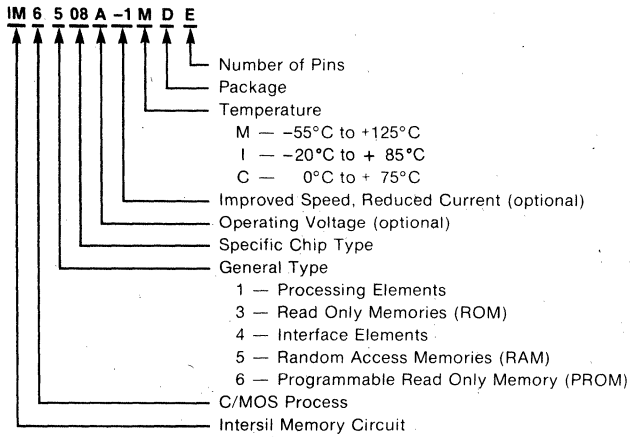 IM 6 5 08 A -1 M D E
Number of Pins
Package
Temperature
M — -55°C to +125°C
I — -20°C to + 85°C
C — 0°C to + 75°C
Improved Speed, Reduced Current (optional)
Operating Voltage (optional)
Specific Chip Type
General Type
1 — Processing Elements
3 — Read Only Memories (ROM)
4 — Interface Elements
5 — Random Access Memories (RAM)
6 — Programmable Read Only Memory (PROM)
C/MOS Process
Intersil Memory Circuit